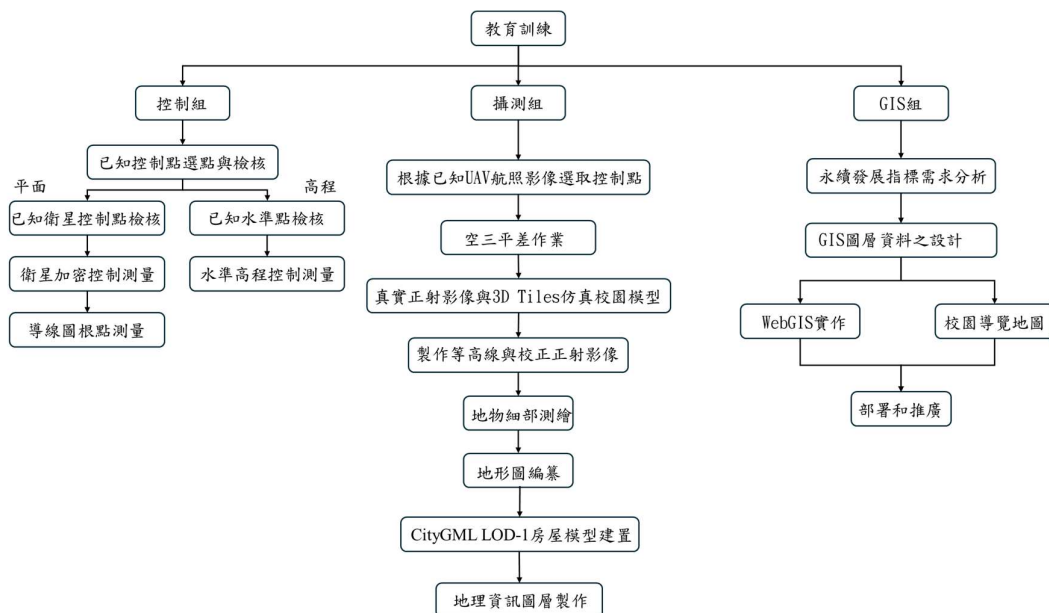 教育訓練
控制組
攝測組
GIS組
已知控制點選點與檢核
平面
高程
已知衛星控制點檢核
已知水準點檢核
衛星加密控制測量
水準高程控制測量
導線圖根點測量
根據已知UAV航照影像選取控制點
空三平差作業
真實正射影像與3D Tiles仿真校園模型
製作等高線與校正正射影像
地物細部測繪
地形圖編纂
CityGML LOD-1房屋模型建置
地理資訊圖層製作
永續發展指標需求分析
GIS圖層資料之設計
WebGIS實作
校園導覽地圖
部署和推廣